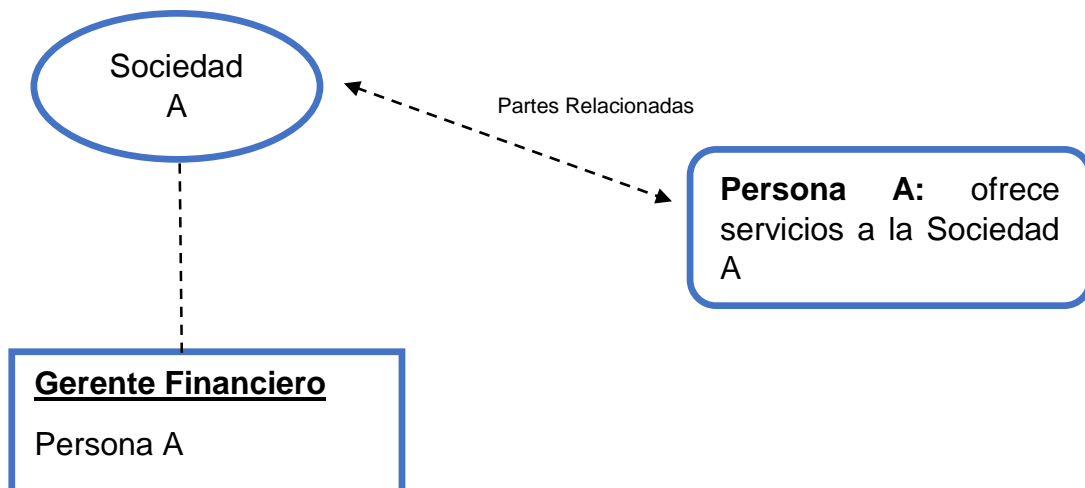 Sociedad
A
Partes Relacionadas
Persona A: ofrece
servicios a la Sociedad
A
Gerente Financiero
Persona A